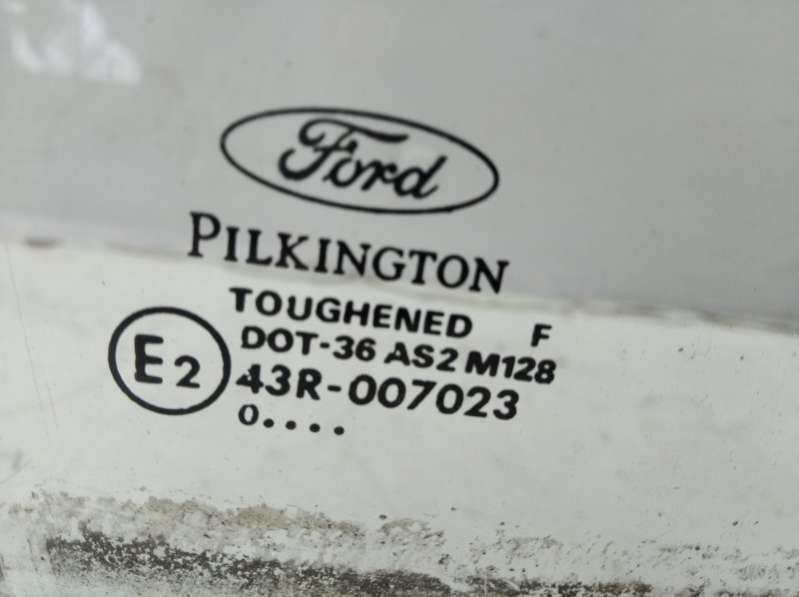 Ford
PILKINGTON
TOUGHENED F
DOT-36 AS2 M128
E2 43R-007023
0....